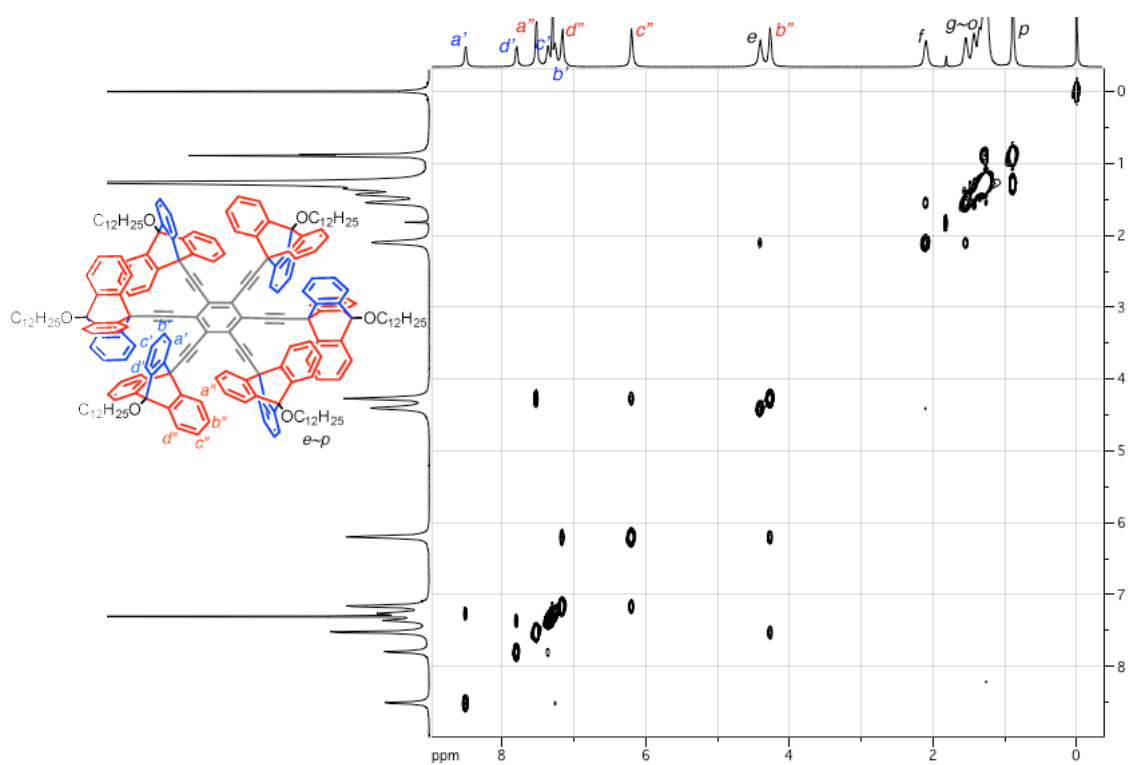 a' d' a" c' b' d" c" e b" f g~o p
0
1
C₁₂H₂₅O OC₁₂H₂₅
2
C₁₂H₂₅O OC₁₂H₂₅
3
b' c' a' d'
4
C₁₂H₂₅O a" OC₁₂H₂₅
b" d" c" e~p
5
6
7
8
ppm 8 6 4 2 0